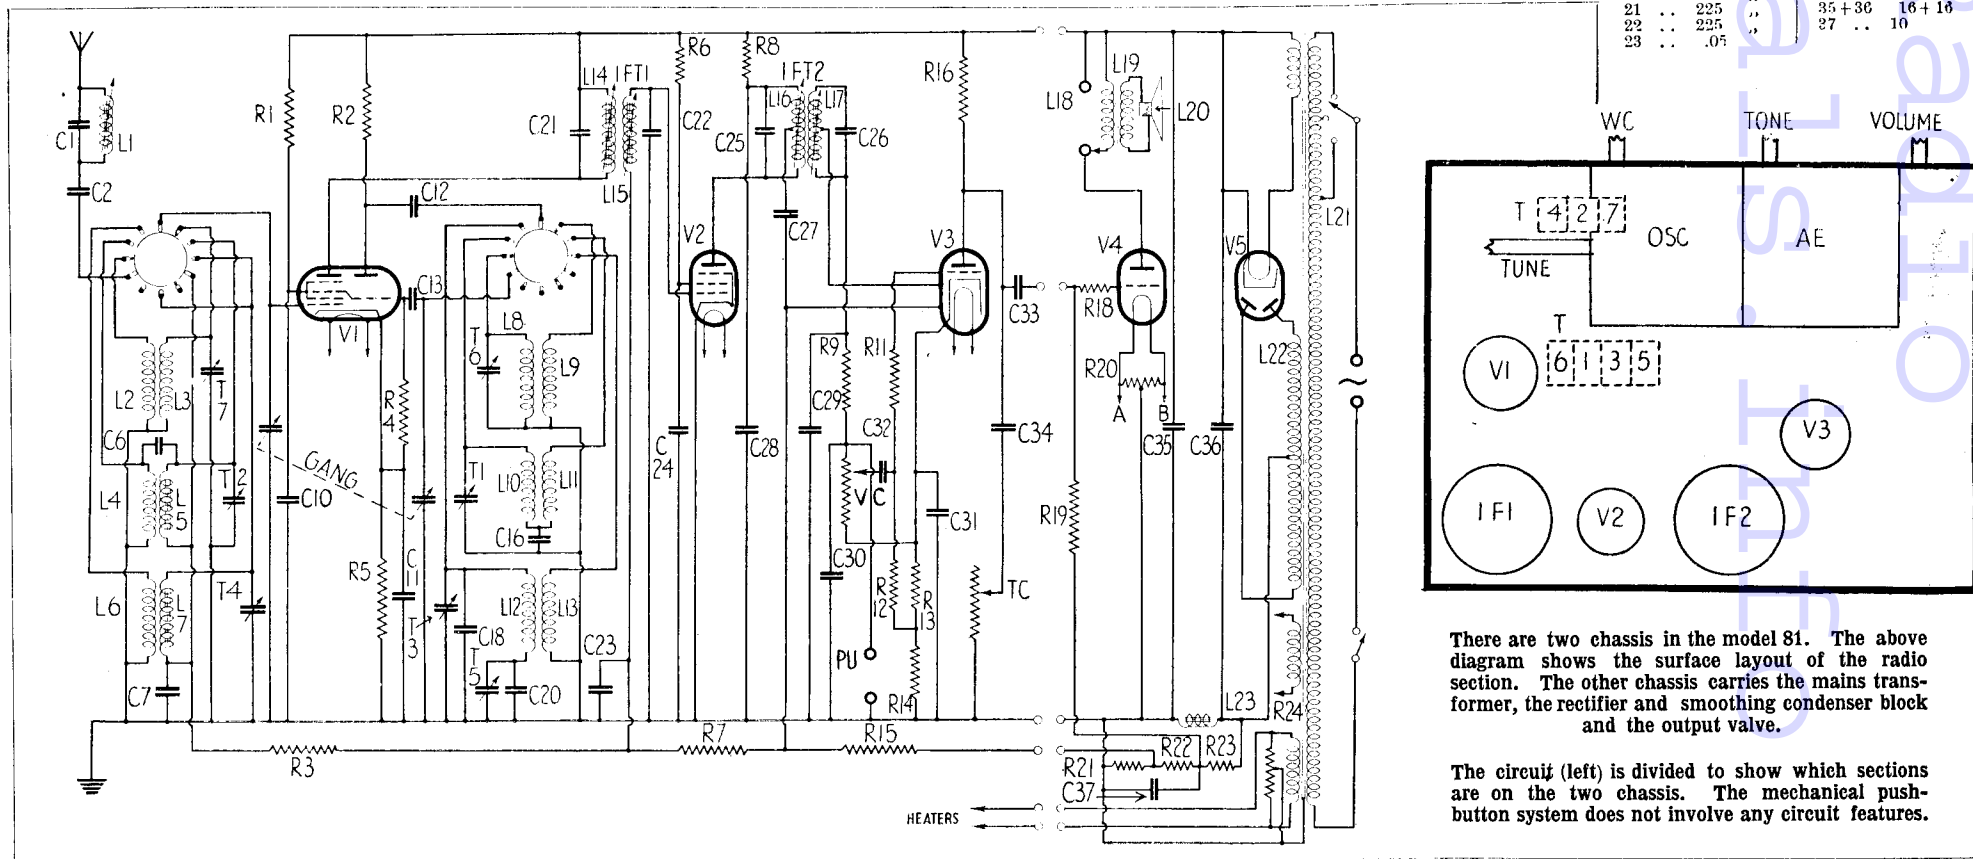 21 .. 225 ,, 35+36 16+16
22 .. 225 ,, 37 .. 10
23 .. .05
R6
R8
R16
L19
L18
L20
L14
IFT1
IFT2
L16
L17
C1
L1
R1
R2
C21
C22
C25
C26
L15
C2
C12
C27
L21
V2
V3
V4
V5
C13
V1
C33
R18
L2
L3
T7
T6
L8
L9
R4
R9
R11
C29
R20
L22
A
B
C6
C32
C24
C28
C34
C35
C36
GANG
T2
T1
L4
L5
C10
L10
L11
VC
R19
C31
C16
C30
R5
C11
L6
L7
T4
L12
L13
R12
R13
TC
T3
C18
T5
C23
PU
C7
C20
R14
L23
R24
R3
R7
R15
R22
R23
R21
C37
HEATERS
WC
TONE
VOLUME
T 4 2 7
OSC
AE
TUNE
T
V1
6 1 3 5
V3
IF1
V2
IF2
There are two chassis in the model 81. The above
diagram shows the surface layout of the radio
section. The other chassis carries the mains trans-
former, the rectifier and smoothing condenser block
and the output valve.
The circuit (left) is divided to show which sections
are on the two chassis. The mechanical push-
button system does not involve any circuit features.